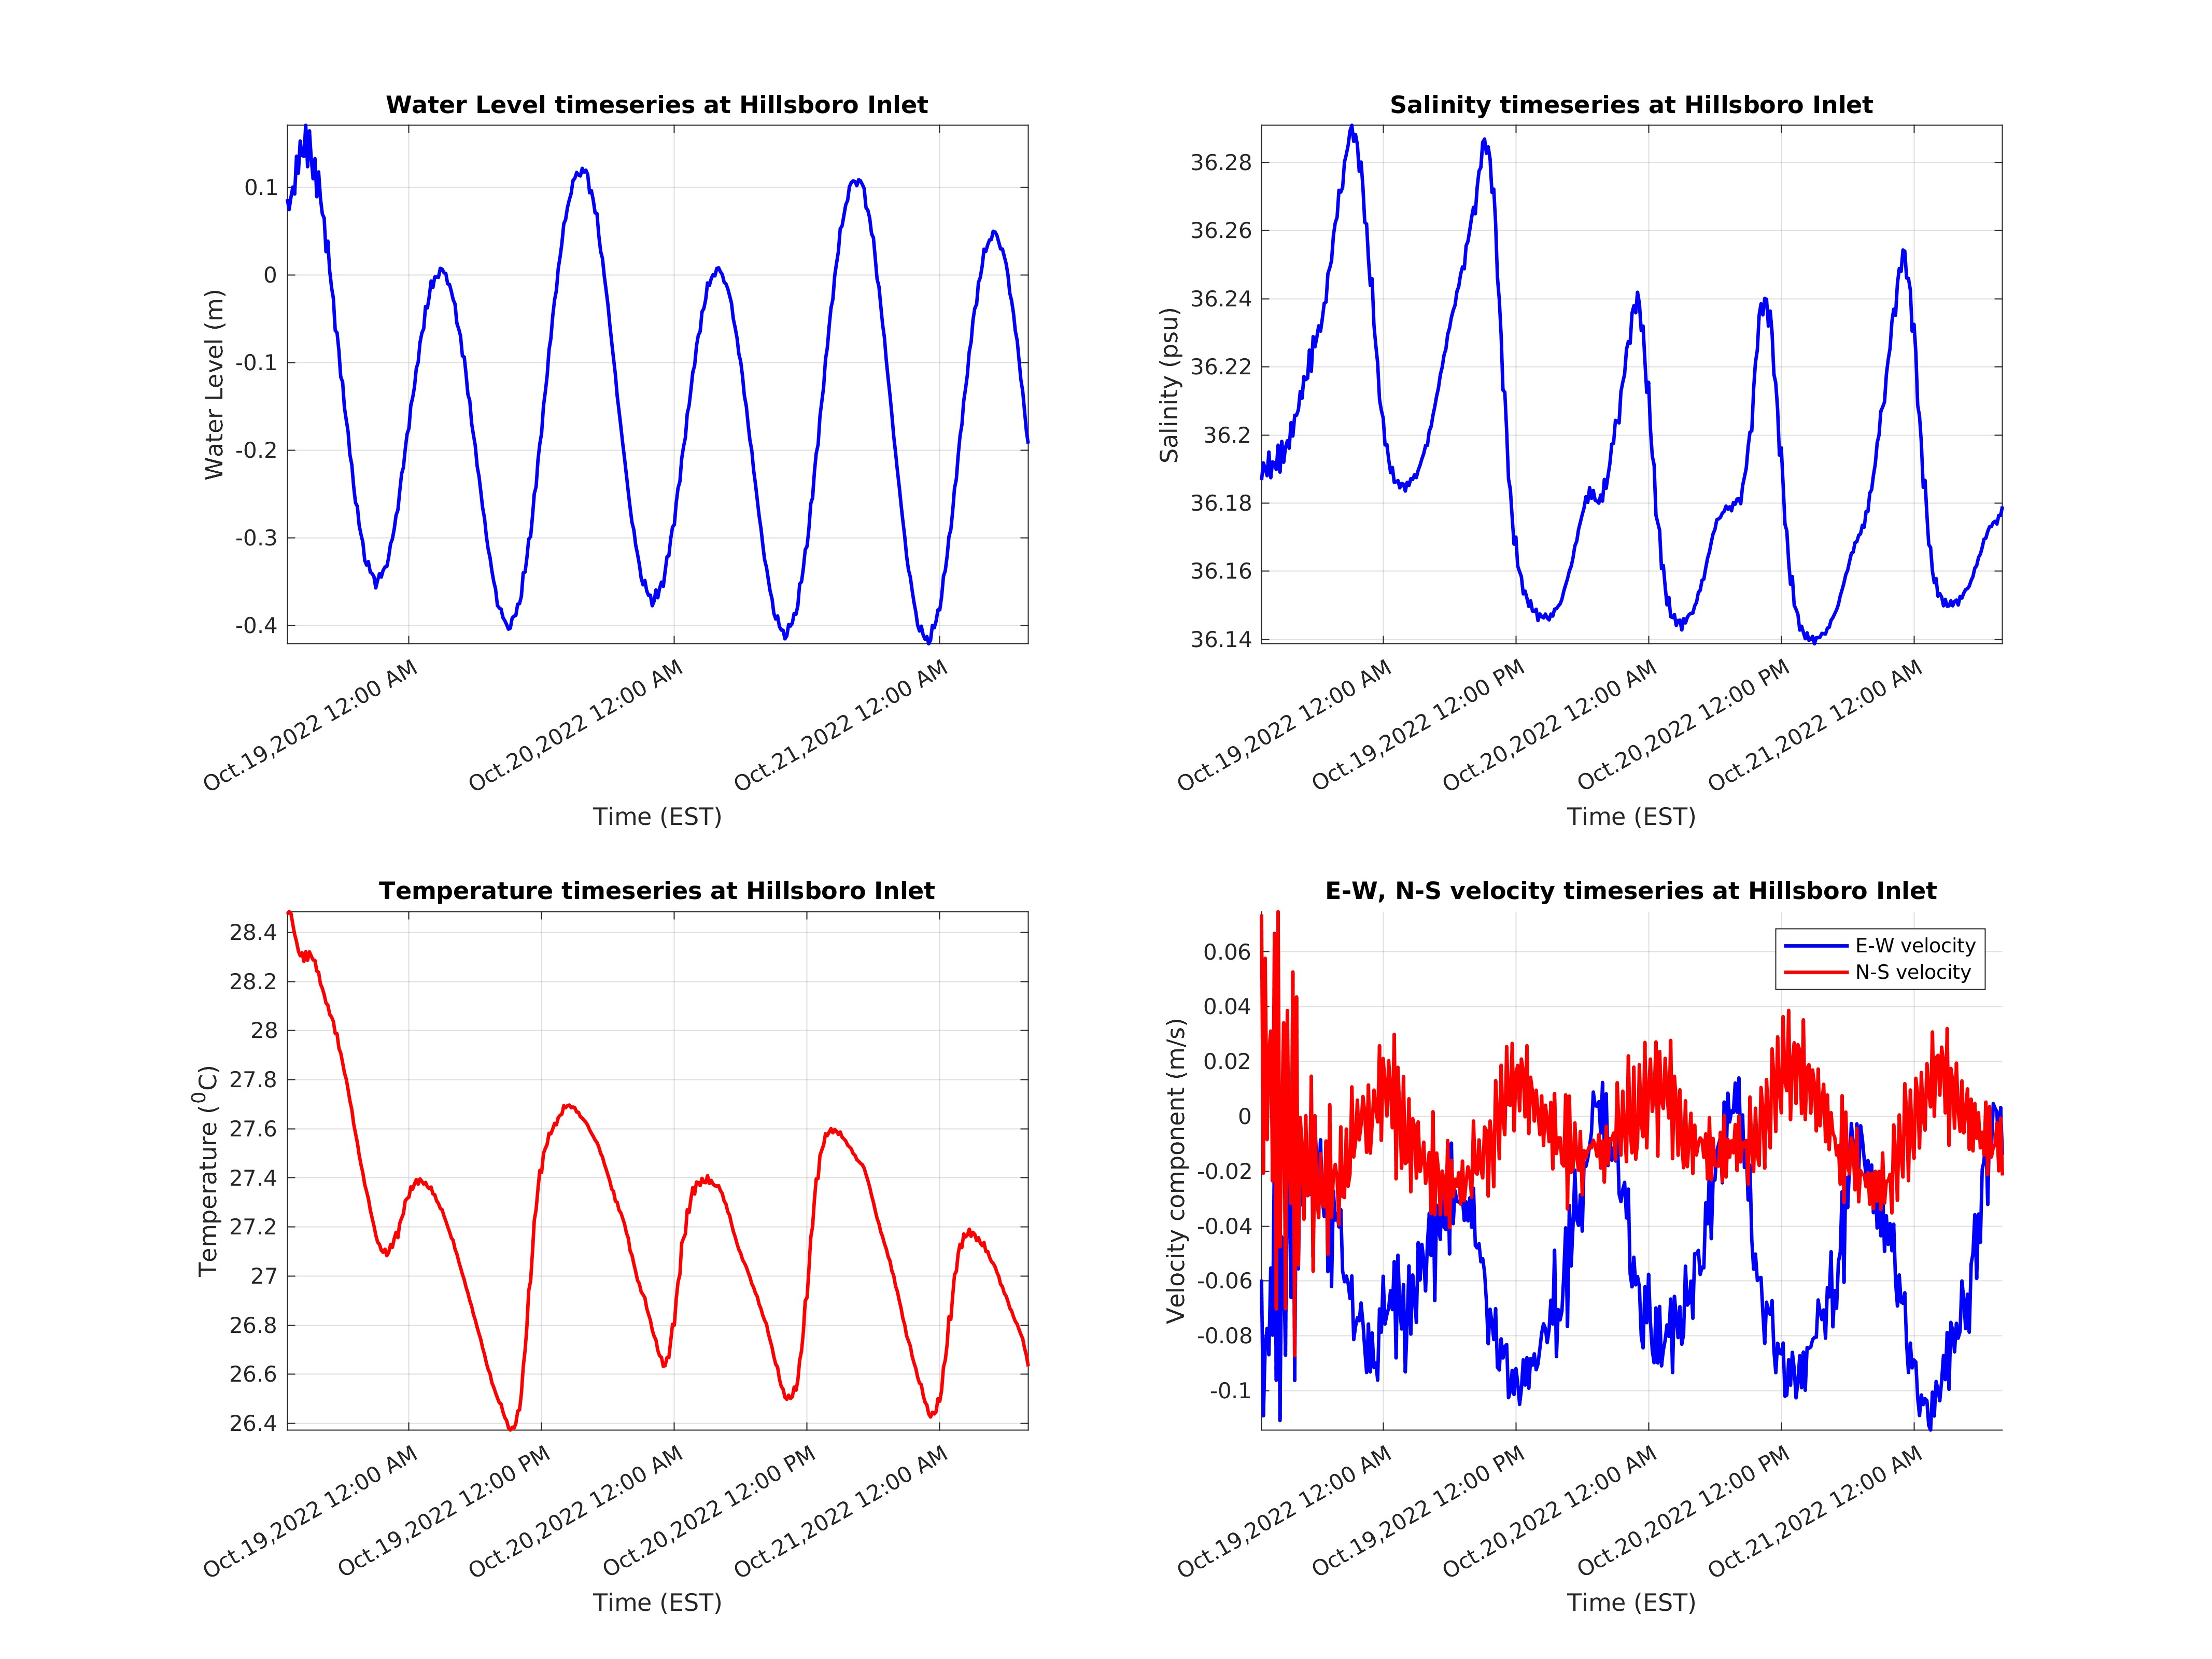 Water Level timeseries at Hillsboro Inlet
Water Level (m)
0.1
0
-0.1
-0.2
-0.3
-0.4
Oct.19,2022 12:00 AM
Oct.20,2022 12:00 AM
Oct.21,2022 12:00 AM
Time (EST)
Salinity timeseries at Hillsboro Inlet
Salinity (psu)
36.28
36.26
36.24
36.22
36.2
36.18
36.16
36.14
Oct.19,2022 12:00 AM
Oct.19,2022 12:00 PM
Oct.20,2022 12:00 AM
Oct.20,2022 12:00 PM
Oct.21,2022 12:00 AM
Time (EST)
Temperature timeseries at Hillsboro Inlet
Temperature (⁰C)
28.4
28.2
28
27.8
27.6
27.4
27.2
27
26.8
26.6
26.4
Oct.19,2022 12:00 AM
Oct.19,2022 12:00 PM
Oct.20,2022 12:00 AM
Oct.20,2022 12:00 PM
Oct.21,2022 12:00 AM
Time (EST)
E-W, N-S velocity timeseries at Hillsboro Inlet
Velocity component (m/s)
0.06
0.04
0.02
0
-0.02
-0.04
-0.06
-0.08
-0.1
E-W velocity
N-S velocity
Oct.19,2022 12:00 AM
Oct.19,2022 12:00 PM
Oct.20,2022 12:00 AM
Oct.20,2022 12:00 PM
Oct.21,2022 12:00 AM
Time (EST)